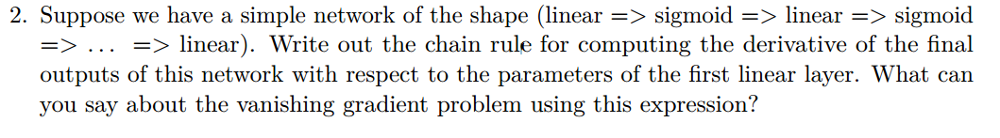 2. Suppose we have a simple network of the shape (linear => sigmoid => linear => sigmoid
=> ... => linear). Write out the chain rule for computing the derivative of the final
outputs of this network with respect to the parameters of the first linear layer. What can
you say about the vanishing gradient problem using this expression?